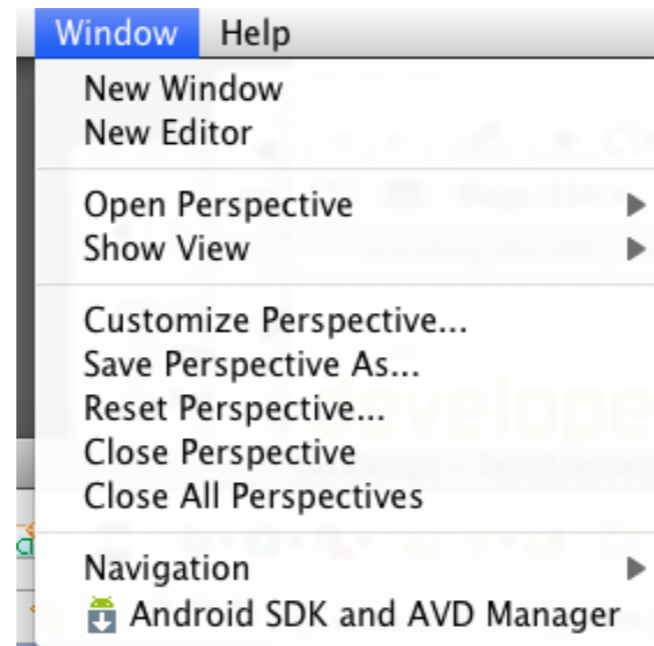 Window Help
New Window
New Editor
Open Perspective
Show View
Customize Perspective...
Save Perspective As...
Reset Perspective...
Close Perspective
Close All Perspectives
Navigation
Android SDK and AVD Manager